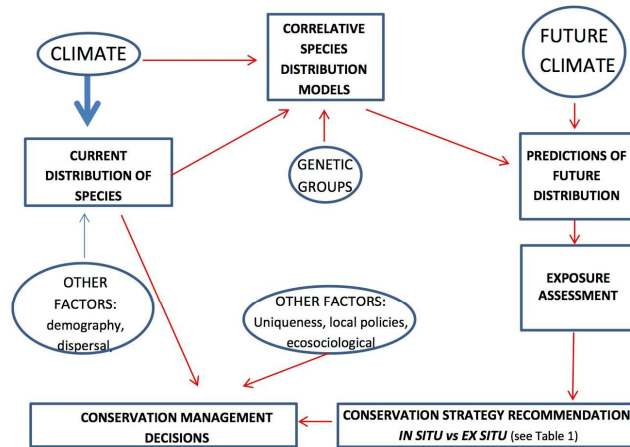 CLIMATE
CORRELATIVE
SPECIES
DISTRIBUTION
MODELS
FUTURE
CLIMATE
CURRENT
DISTRIBUTION OF
SPECIES
GENETIC
GROUPS
PREDICTIONS OF
FUTURE
DISTRIBUTION
EXPOSURE
ASSESSMENT
OTHER
FACTORS:
demography,
dispersal,
OTHER FACTORS:
Uniqueness, local policies,
ecosociological
CONSERVATION MANAGEMENT
DECISIONS
CONSERVATION STRATEGY RECOMMENDATION
IN SITU vs EX SITU (see Table 1)